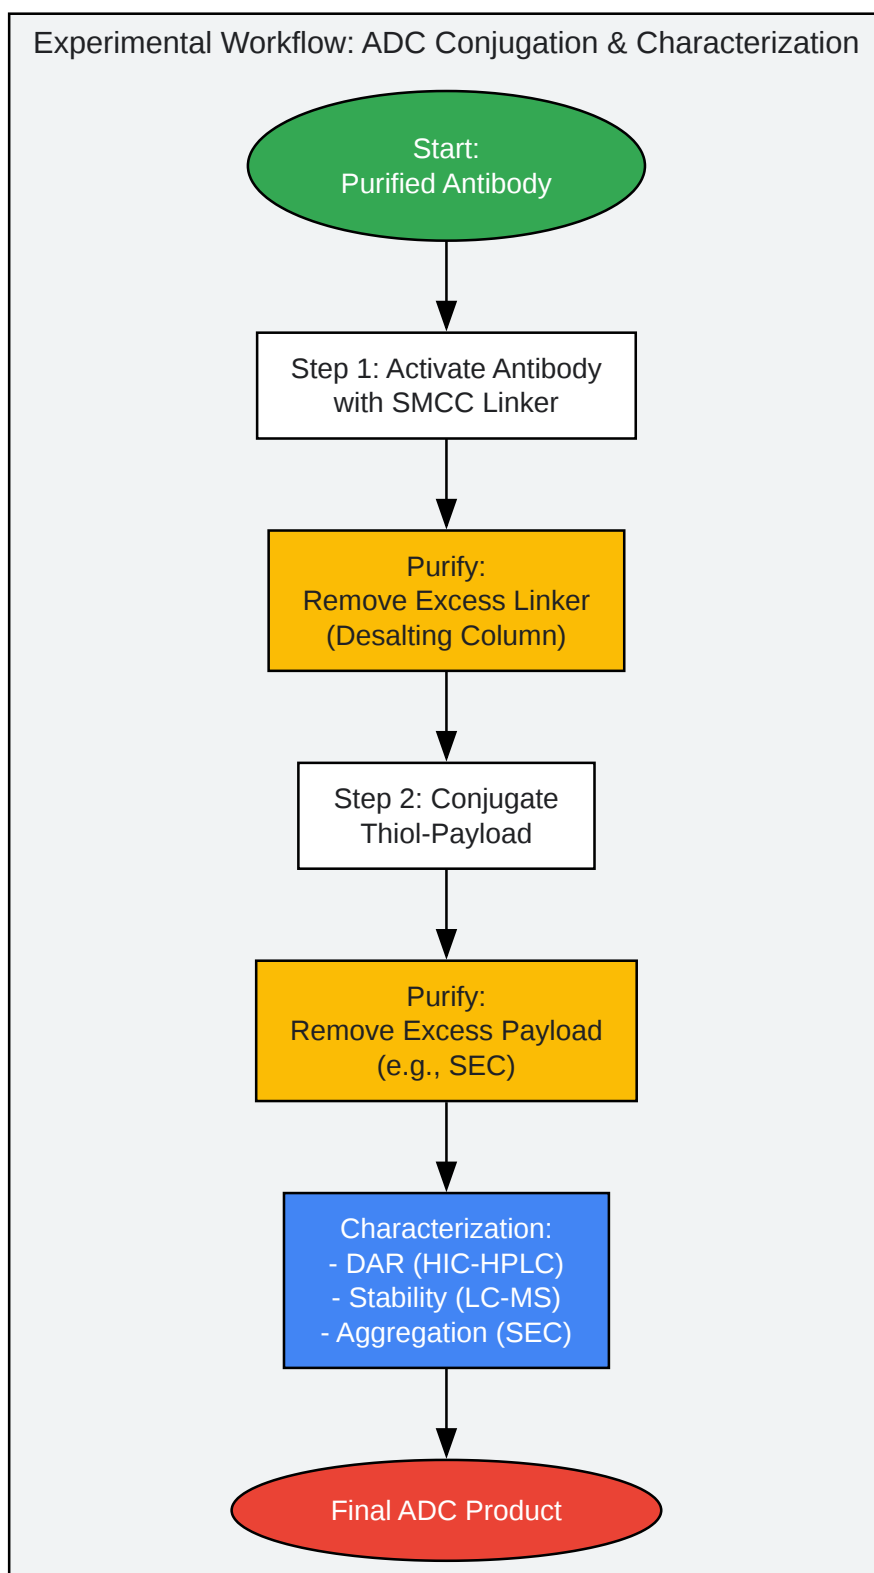 Experimental Workflow: ADC Conjugation & Characterization
Start:
Purified Antibody
Step 1: Activate Antibody
with SMCC Linker
Purify:
Remove Excess Linker
(Desalting Column)
Step 2: Conjugate
Thiol-Payload
Purify:
Remove Excess Payload
(e.g., SEC)
Characterization:
- DAR (HIC-HPLC)
- Stability (LC-MS)
- Aggregation (SEC)
Final ADC Product